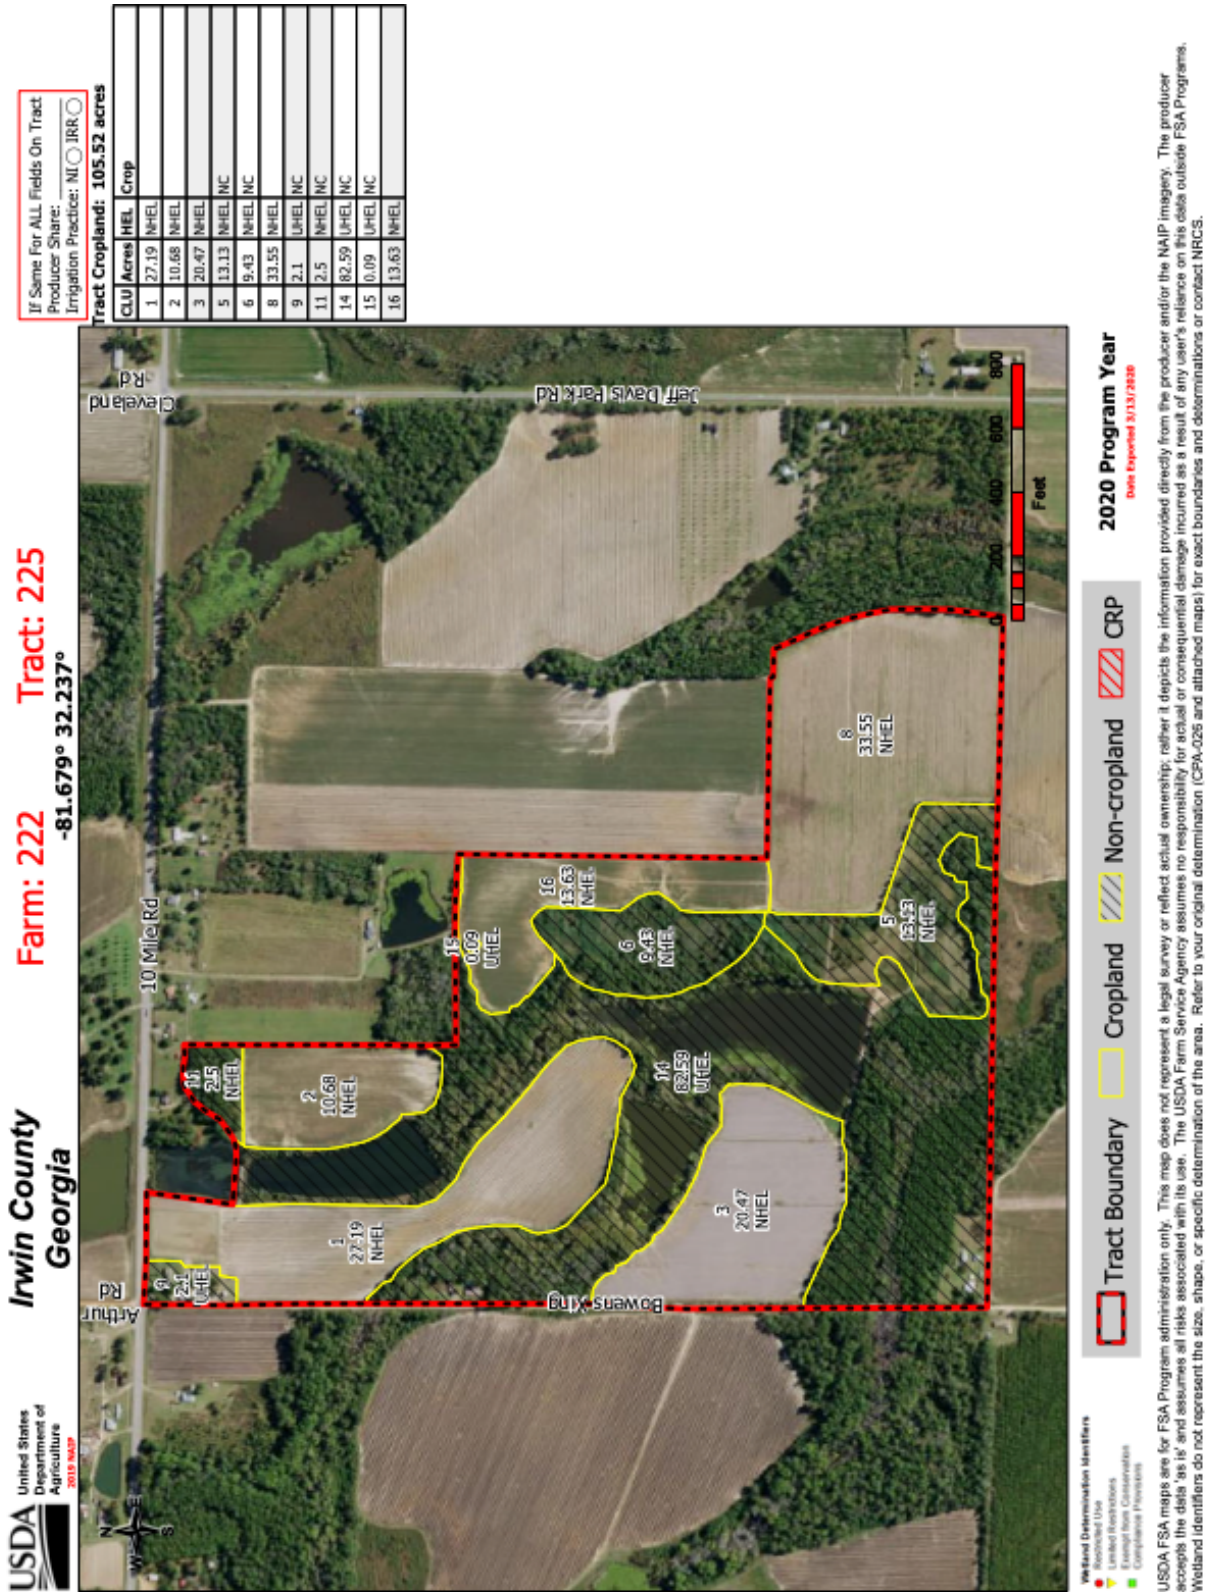 USDA
United States
Department of
Agriculture
2019 NAIP
Irwin County
Georgia
Farm: 222
Tract: 225
-81.679° 32.237°
If Same For ALL Fields On Tract
Producer Share: ____________
Irrigation Practice: NI○ IRR○
Tract Cropland: 105.52 acres
CLU Acres HEL Crop
1 27.19 NHEL
2 10.68 NHEL
3 20.47 NHEL
5 13.13 NHEL NC
6 9.43 NHEL NC
8 33.55 NHEL
9 2.1 UHEL NC
11 2.5 NHEL NC
14 82.59 UHEL NC
15 0.09 UHEL NC
16 13.63 NHEL
N
W E
S
Arthur
Rd
10 Mile Rd
Cleveland
Rd
Jeff Davis Park Rd
Bowens Xing
9
2.1
UHEL
1
27.19
NHEL
2
10.68
NHEL
11
2.5
NHEL
3
20.47
NHEL
14
82.59
UHEL
15
0.09
UHEL
16
13.63
NHEL
6
9.43
NHEL
5
13.13
NHEL
8
33.55
NHEL
0 200 400 600 800
Feet
Wetland Determination Identifiers
Restricted Use
Limited Restrictions
Exempt from Conservation
Compliance Provisions
Tract Boundary
Cropland
Non-cropland
CRP
2020 Program Year
Date Exported 3/13/2020
USDA FSA maps are for FSA Program administration only. This map does not represent a legal survey or reflect actual ownership; rather it depicts the information provided directly from the producer and/or the NAIP imagery. The producer
accepts the data 'as is' and assumes all risks associated with its use. The USDA Farm Service Agency assumes no responsibility for actual or consequential damage incurred as a result of any user's reliance on this data outside FSA Programs.
Wetland identifiers do not represent the size, shape, or specific determination of the area. Refer to your original determination (CPA-026 and attached maps) for exact boundaries and determinations or contact NRCS.